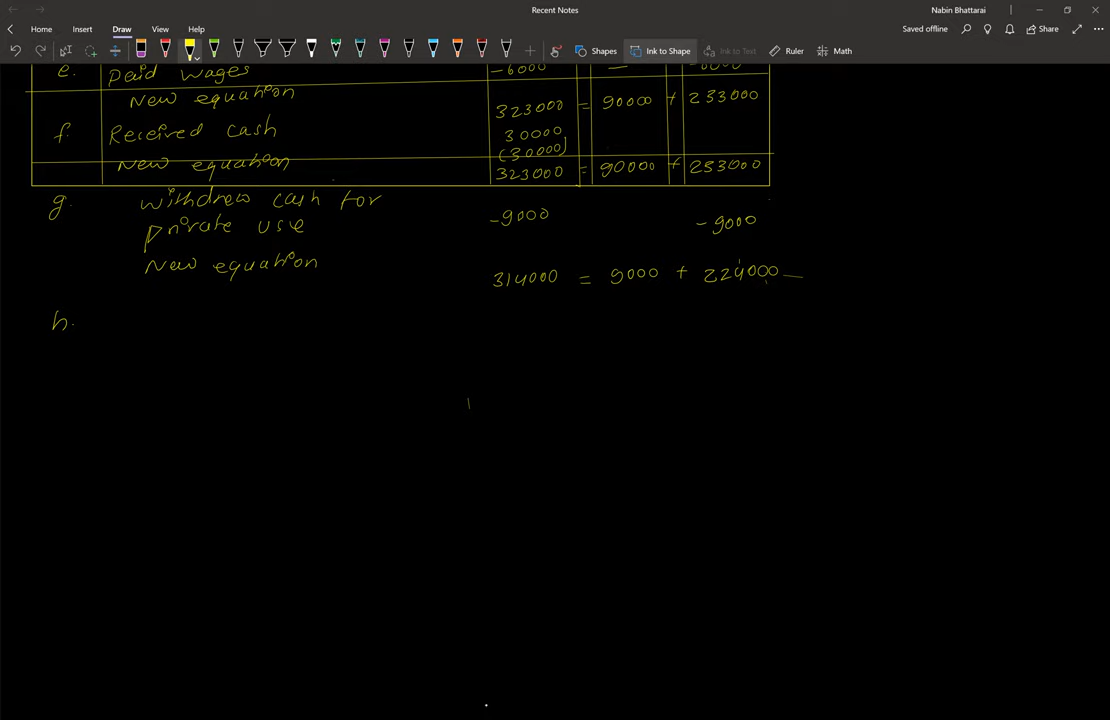 Recent Notes
Nabin Bhattarai
Home Insert Draw View Help
Saved offline Share
Shapes Ink to Shape Ink to Text Ruler Math
e. Paid Wages -6000 — -6000
New equation 323000 = 90000 + 233000
f. Received cash 30000
(30000)
New equation 323000 = 90000 + 233000
g. Withdrew cash for
private use -9000 -9000
New equation 314000 = 9000 + 224000
h.